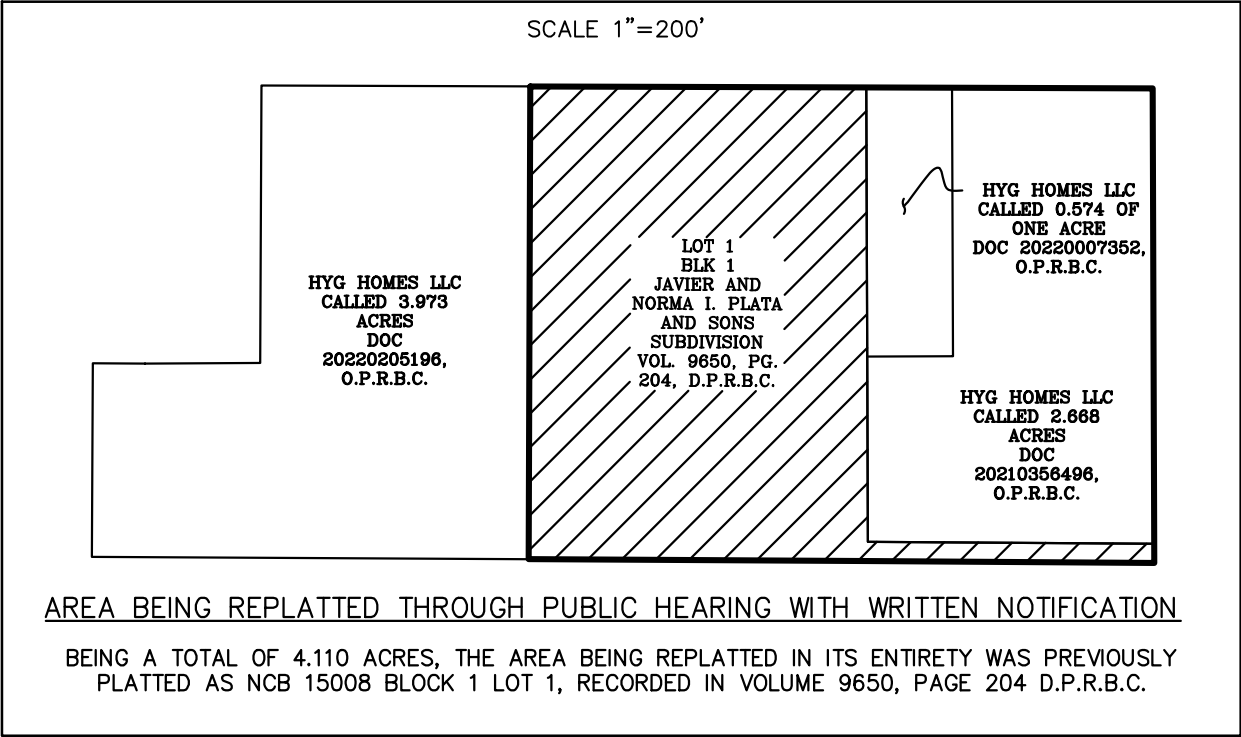 SCALE 1"=200'
HYG HOMES LLC
CALLED 3.973
ACRES
DOC
20220205196,
O.P.R.B.C.
LOT 1
BLK 1
JAVIER AND
NORMA I. PLATA
AND SONS
SUBDIVISION
VOL. 9650, PG.
204, D.P.R.B.C.
HYG HOMES LLC
CALLED 0.574 OF
ONE ACRE
DOC 20220007352,
O.P.R.B.C.
HYG HOMES LLC
CALLED 2.668
ACRES
DOC
20210356496,
O.P.R.B.C.
AREA BEING REPLATTED THROUGH PUBLIC HEARING WITH WRITTEN NOTIFICATION
BEING A TOTAL OF 4.110 ACRES, THE AREA BEING REPLATTED IN ITS ENTIRETY WAS PREVIOUSLY
PLATTED AS NCB 15008 BLOCK 1 LOT 1, RECORDED IN VOLUME 9650, PAGE 204 D.P.R.B.C.